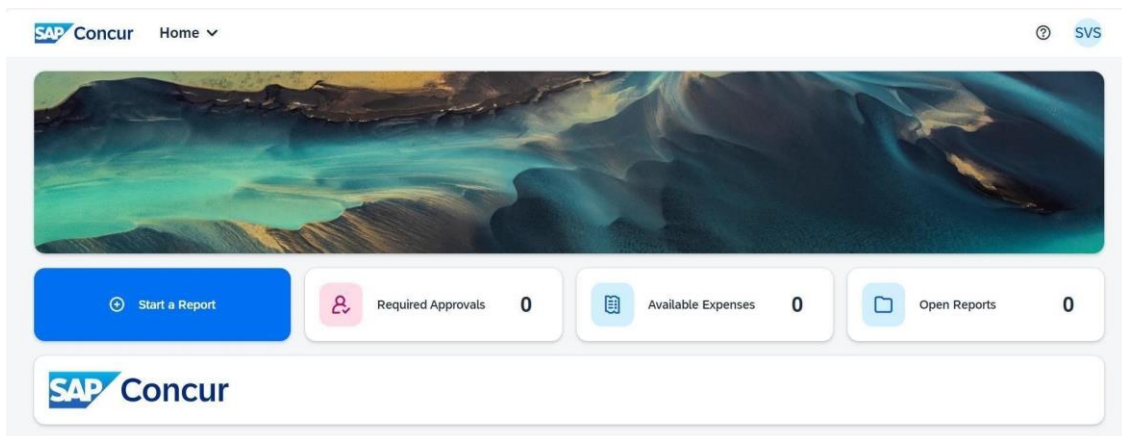 SAP Concur Home SVS
Start a Report Required Approvals 0 Available Expenses 0 Open Reports 0
SAP Concur